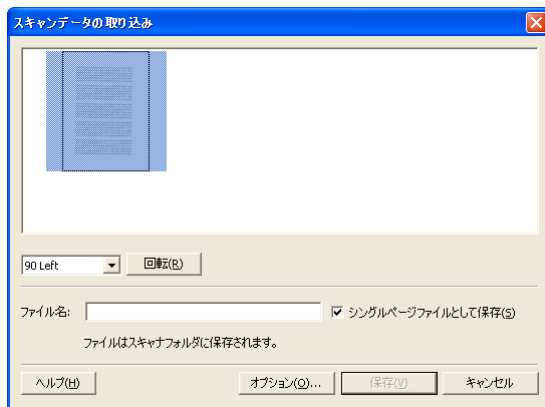 スキャンデータの取り込み
90 Left
回転(R)
ファイル名:
シングルページファイルとして保存(S)
ファイルはスキャナフォルダに保存されます。
ヘルプ(H)
オプション(O)...
保存(V)
キャンセル